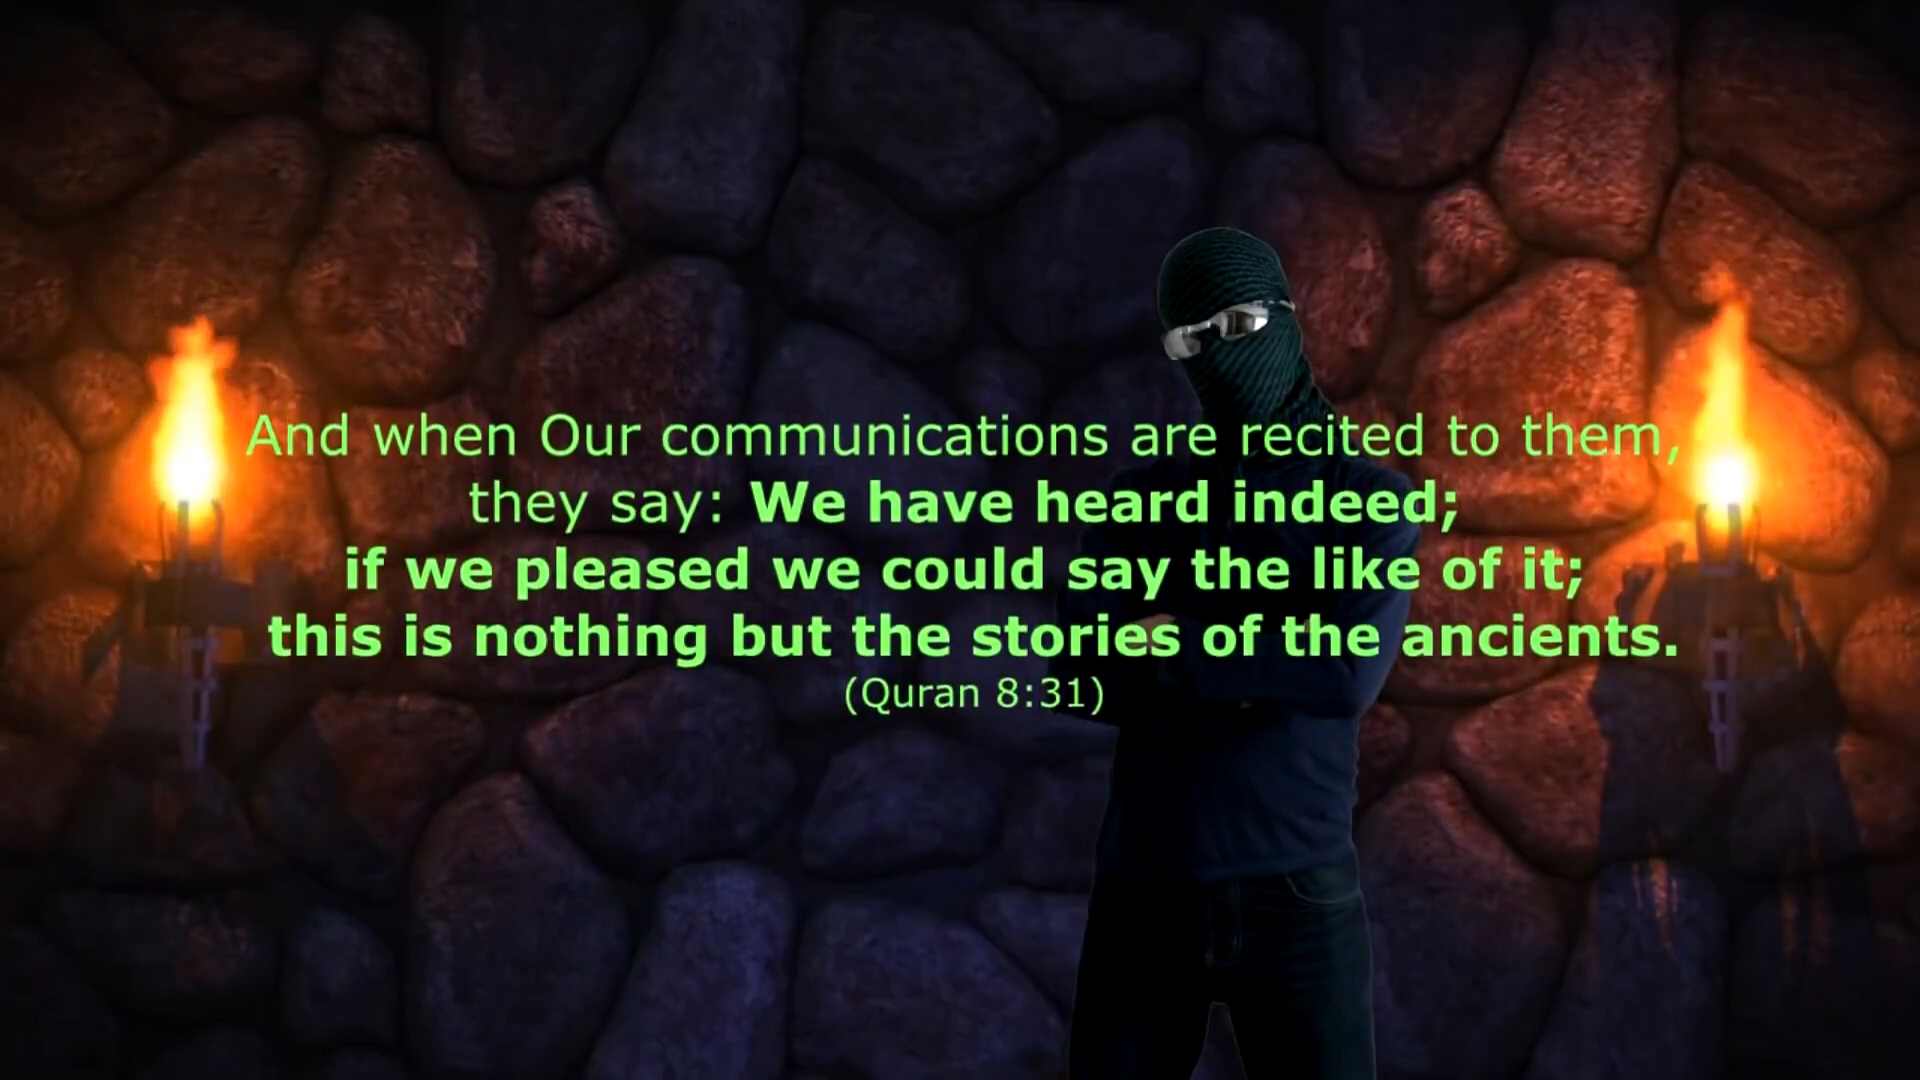 And when Our communications are recited to them,
they say: We have heard indeed;
if we pleased we could say the like of it;
this is nothing but the stories of the ancients.
(Quran 8:31)